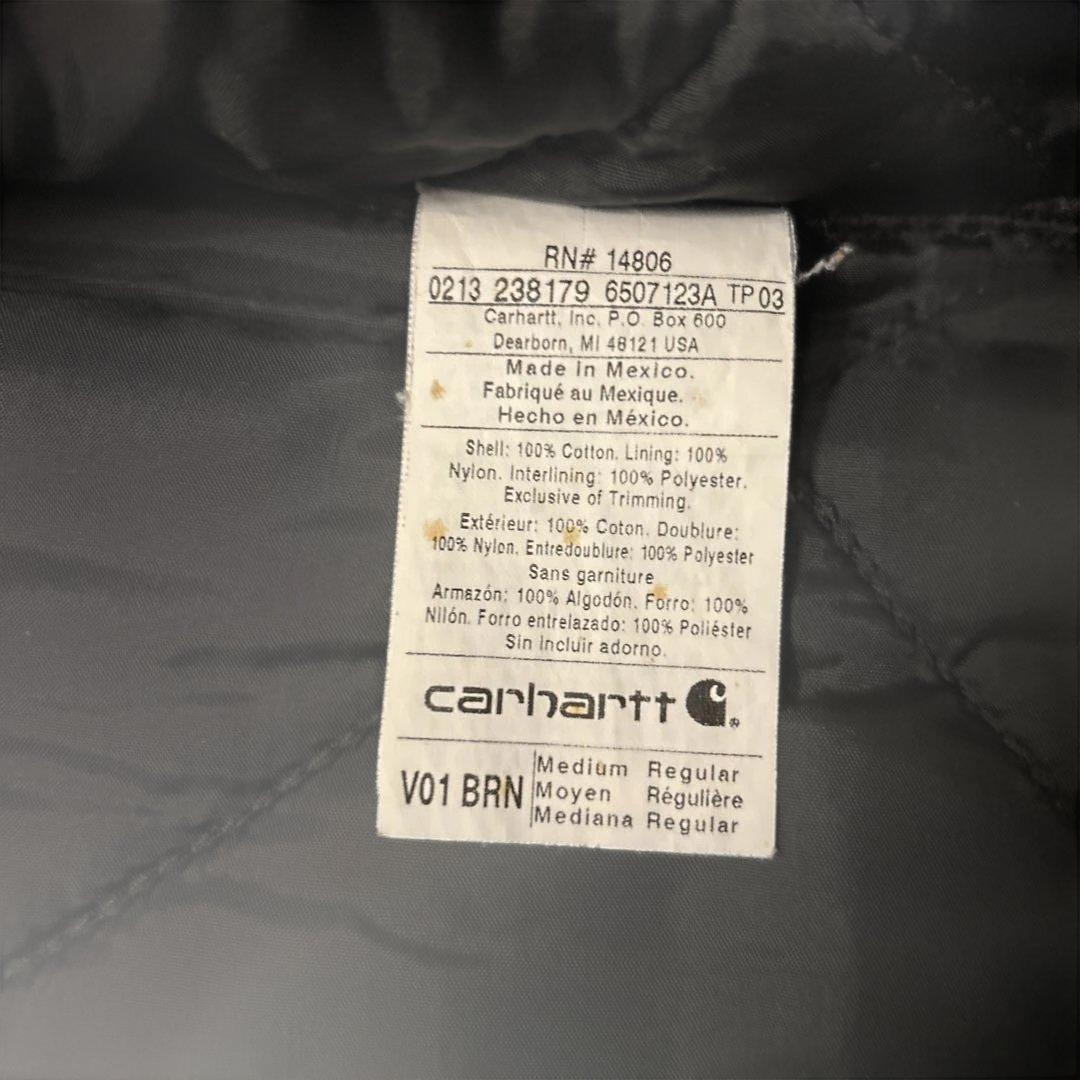 RN# 14806
0213 238179 6507123A TP 03
Carhartt, Inc. P.O. Box 600
Dearborn, MI 48121 USA
Made in Mexico.
Fabriqué au Mexique.
Hecho en México.
Shell: 100% Cotton. Lining: 100%
Nylon. Interlining: 100% Polyester.
Exclusive of Trimming.
Extérieur: 100% Coton. Doublure:
100% Nylon. Entredoublure: 100% Polyester
Sans garniture
Armazón: 100% Algodón. Forro: 100%
Nilón. Forro entrelazado: 100% Poliéster
Sin incluir adorno.
carhartt
V01 BRN
Medium Regular
Moyen Régulière
Mediana Regular